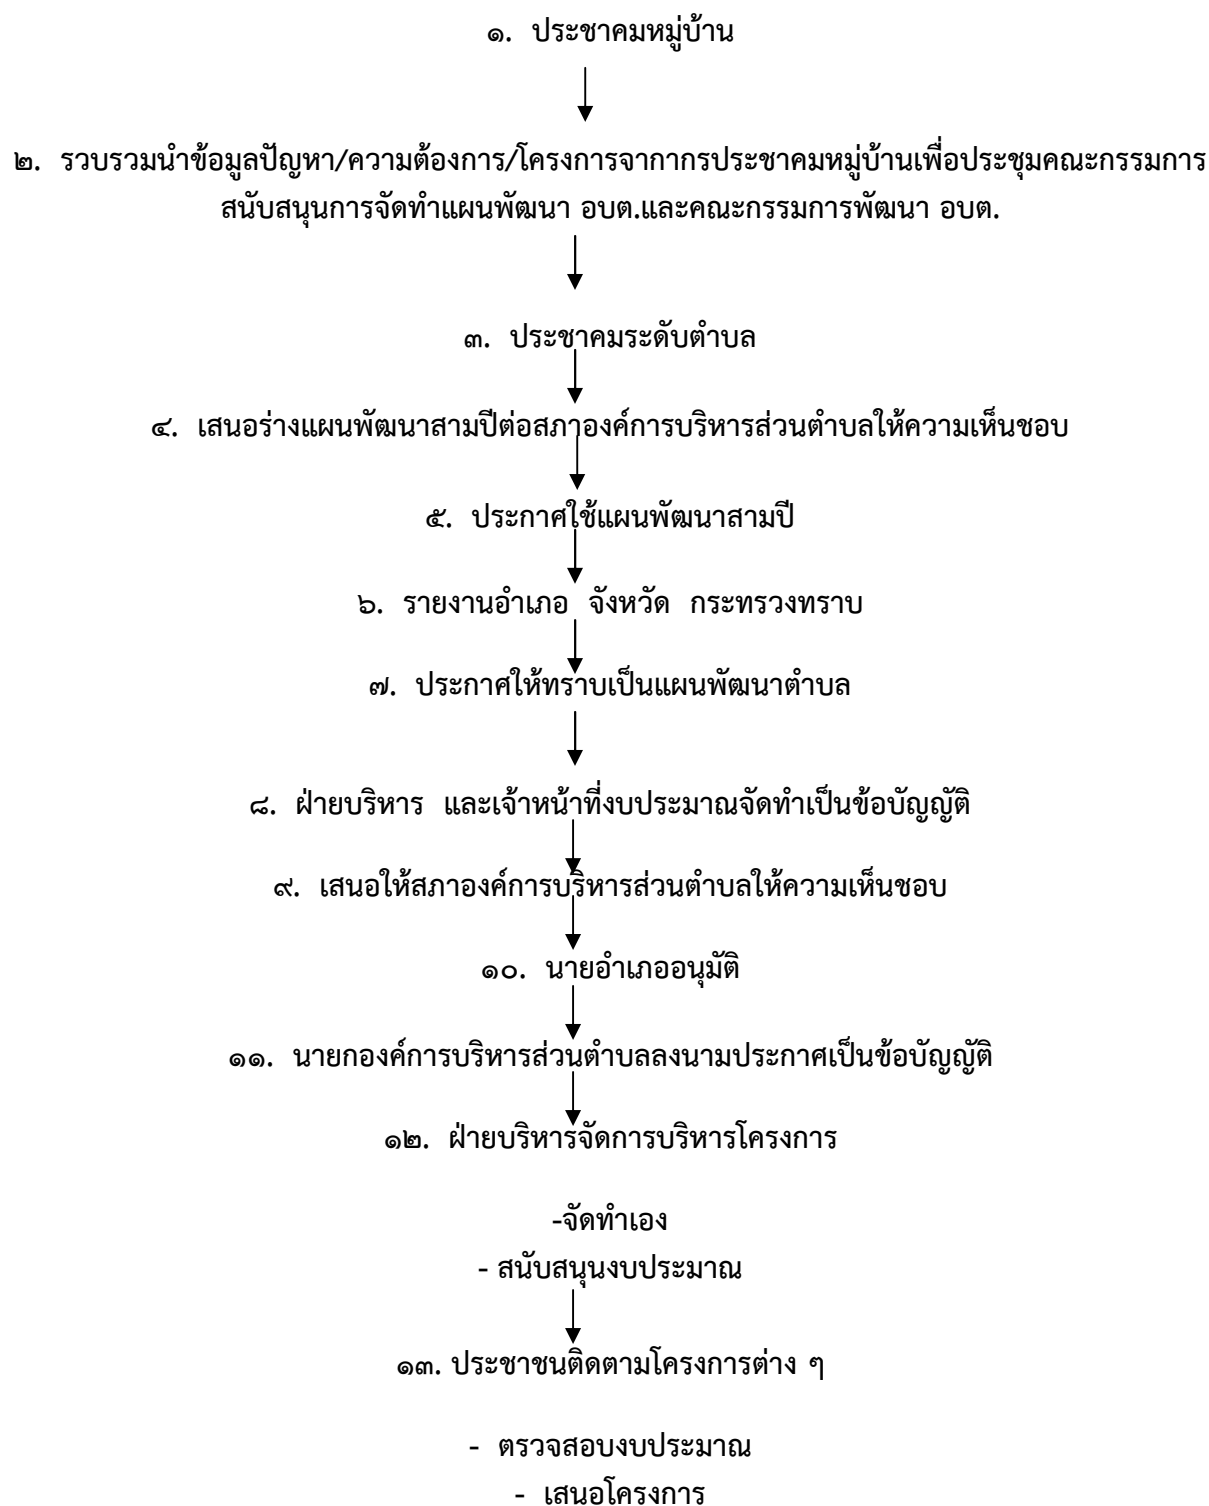 ๑.  ประชาคมหมู่บ้าน
๒.  รวบรวมนำข้อมูลปัญหา/ความต้องการ/โครงการจากากรประชาคมหมู่บ้านเพื่อประชุมคณะกรรมการ
สนับสนุนการจัดทำแผนพัฒนา อบต.และคณะกรรมการพัฒนา อบต.
๓.  ประชาคมระดับตำบล
๔.  เสนอร่างแผนพัฒนาสามปีต่อสภาองค์การบริหารส่วนตำบลให้ความเห็นชอบ
๕.  ประกาศใช้แผนพัฒนาสามปี
๖.  รายงานอำเภอ  จังหวัด  กระทรวงทราบ
๗.  ประกาศให้ทราบเป็นแผนพัฒนาตำบล
๘.  ฝ่ายบริหาร  และเจ้าหน้าที่งบประมาณจัดทำเป็นข้อบัญญัติ
๙.  เสนอให้สภาองค์การบริหารส่วนตำบลให้ความเห็นชอบ
๑๐.  นายอำเภออนุมัติ
๑๑.  นายกองค์การบริหารส่วนตำบลลงนามประกาศเป็นข้อบัญญัติ
๑๒.  ฝ่ายบริหารจัดการบริหารโครงการ
-จัดทำเอง
- สนับสนุนงบประมาณ
๑๓. ประชาชนติดตามโครงการต่าง ๆ
-  ตรวจสอบงบประมาณ
-  เสนอโครงการ